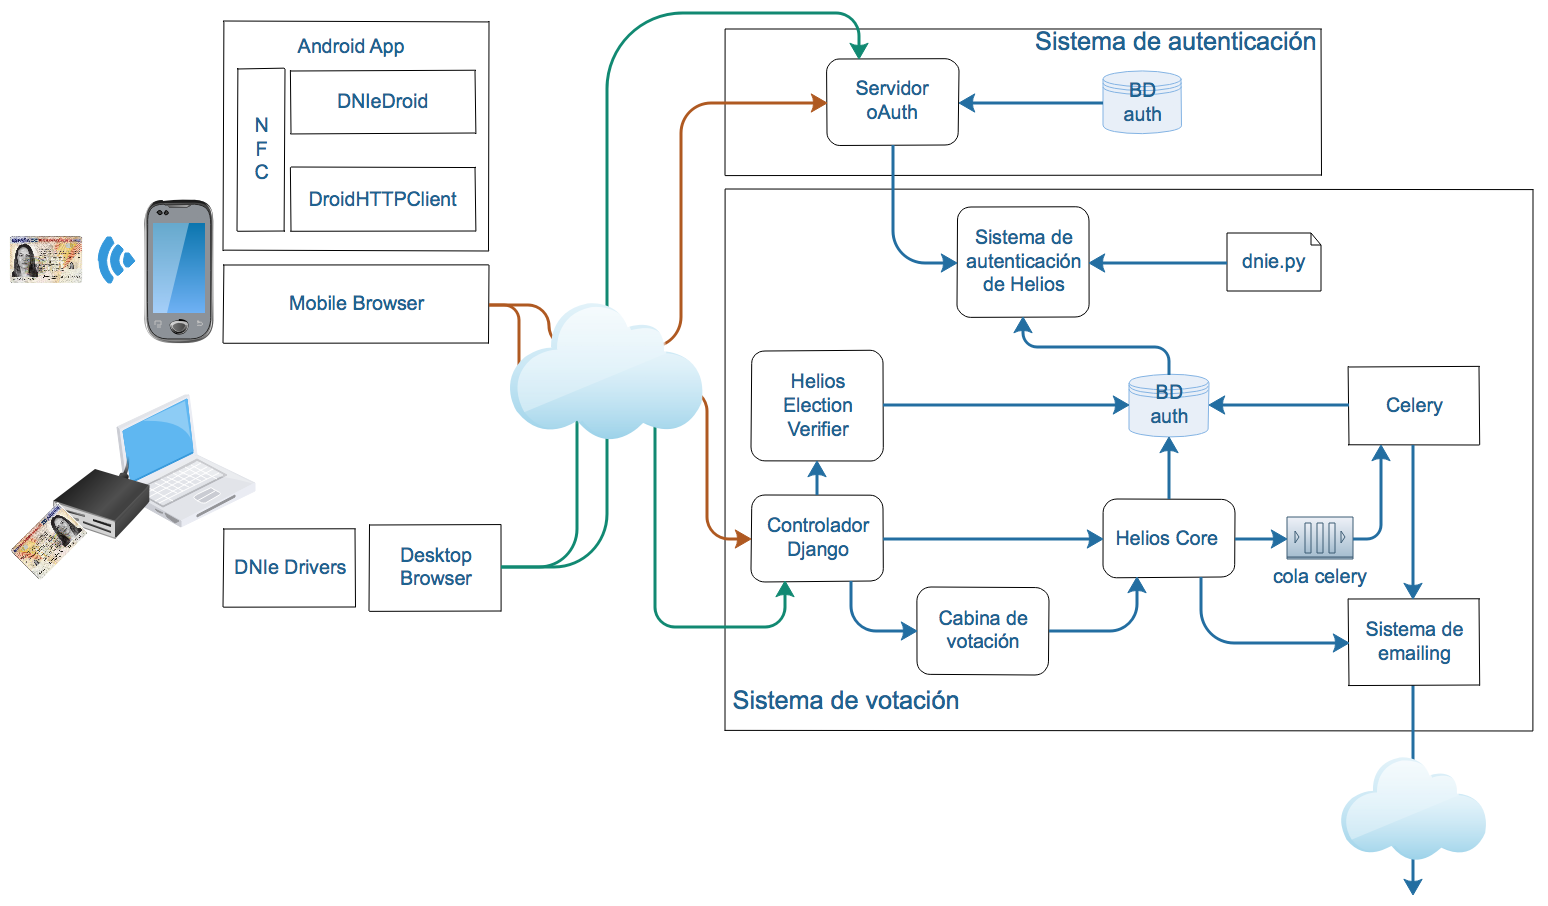 Android App
N
F
C
DNIeDroid
DroidHTTPClient
Mobile Browser
DNIe Drivers
Desktop
Browser
Sistema de autenticación
Servidor
oAuth
BD
auth
Sistema de
autenticación
de Helios
dnie.py
Helios
Election
Verifier
BD
auth
Celery
Controlador
Django
Helios Core
cola celery
Cabina de
votación
Sistema de
emailing
Sistema de votación